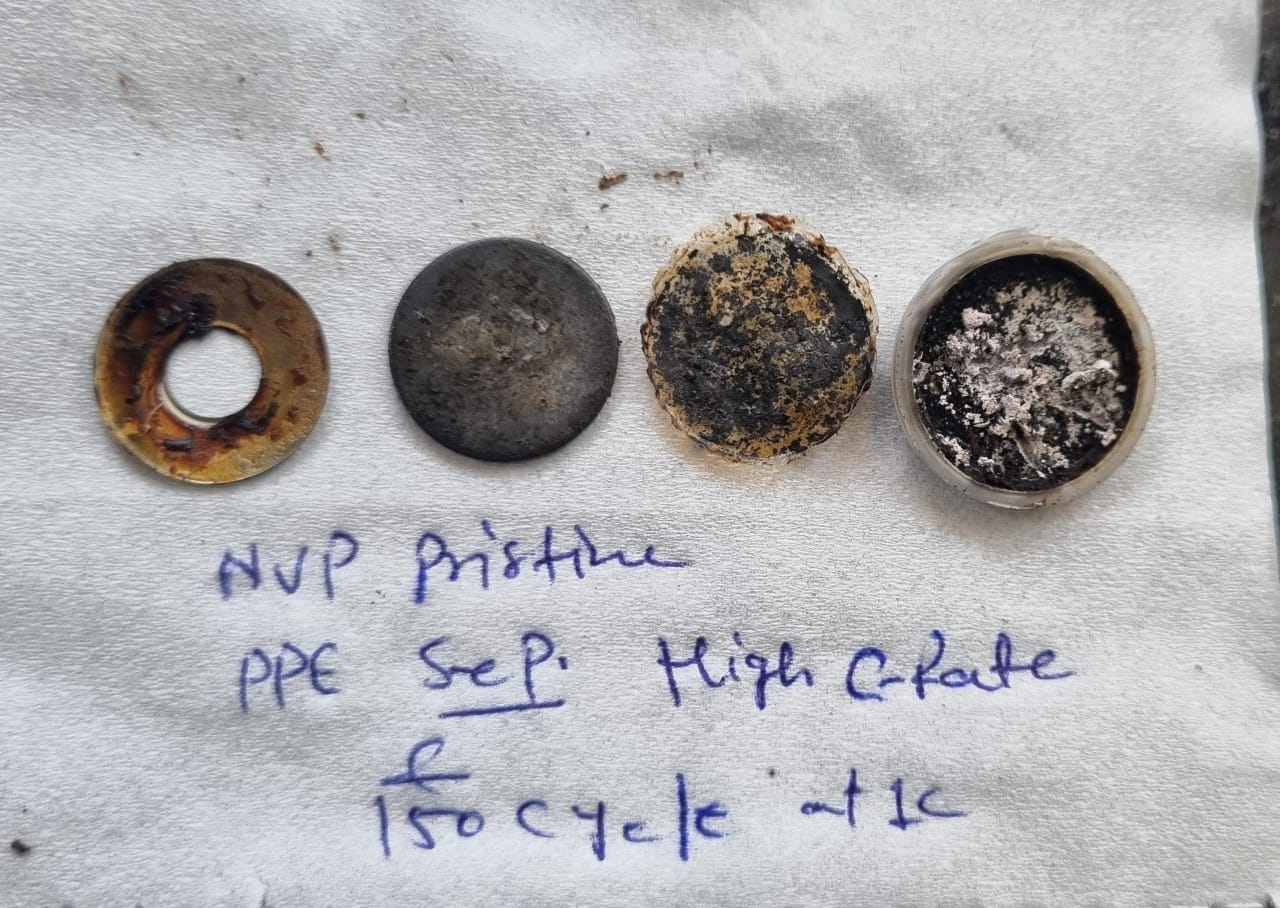 NVP Pristine
PPE Sep. High C-Rate
&
150 Cycle at 1C